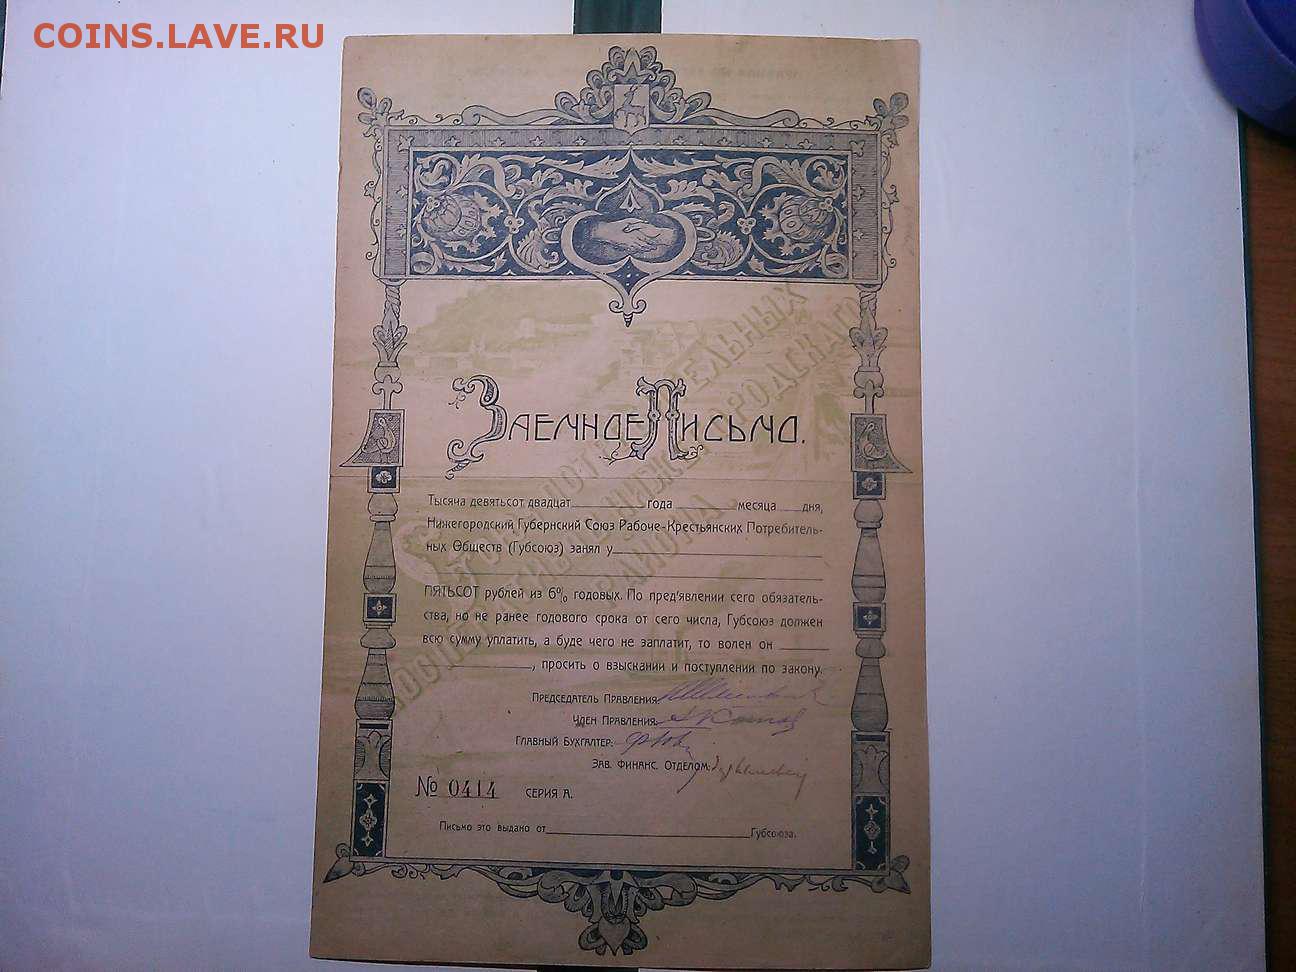 COINS.LAVE.RU
ЗАЕМНОЕ ПИСЬМО.
Тысяча девятьсот двадцат года месяца дня,
Нижегородский Губернский Союз Рабоче-Крестьянских Потребитель-
ных Обществ (Губсоюз) занял у
ПЯТЬСОТ рублей из 6% годовых. По пред'явлении сего обязатель-
ства, но не ранее годового срока от сего числа, Губсоюз должен
всю сумму уплатить, а буде чего не заплатит, то волен он
, просить о взыскании и поступлении по закону.
Председатель Правления:
Член Правления:
Главный Бухгалтер:
Зав. финанс. Отделом:
№ 0414 СЕРИЯ А.
Письмо это выдано от Губсоюза.